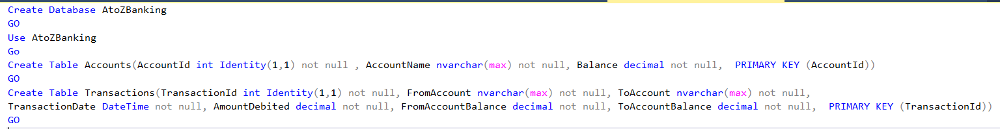 Create Database AtoZBanking
GO
Use AtoZBanking
Go
Create Table Accounts(AccountId int Identity(1,1) not null , AccountName nvarchar(max) not null, Balance decimal not null,  PRIMARY KEY (AccountId))
GO
Create Table Transactions(TransactionId int Identity(1,1) not null, FromAccount nvarchar(max) not null, ToAccount nvarchar(max) not null,
TransactionDate DateTime not null, AmountDebited decimal not null, FromAccountBalance decimal not null, ToAccountBalance decimal not null,  PRIMARY KEY (TransactionId))
GO